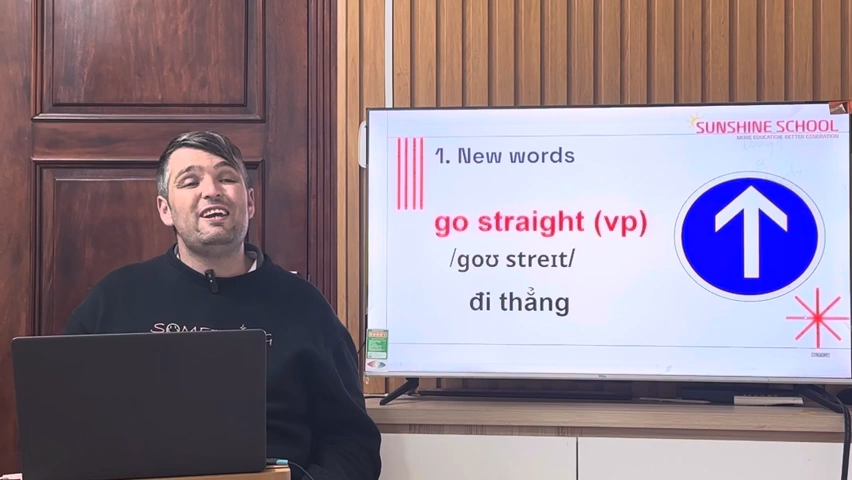 SUNSHINE SCHOOL
MORE EDUCATION, BETTER GENERATION
1. New words
go straight (vp)
/goʊ streɪt/
đi thẳng